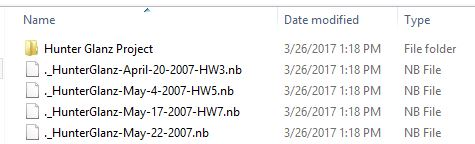 Name Date modified Type
Hunter Glanz Project 3/26/2017 1:18 PM File folder
._HunterGlanz-April-20-2007-HW3.nb 3/26/2017 1:18 PM NB File
._HunterGlanz-May-4-2007-HW5.nb 3/26/2017 1:18 PM NB File
._HunterGlanz-May-17-2007-HW7.nb 3/26/2017 1:18 PM NB File
._HunterGlanz-May-22-2007.nb 3/26/2017 1:18 PM NB File